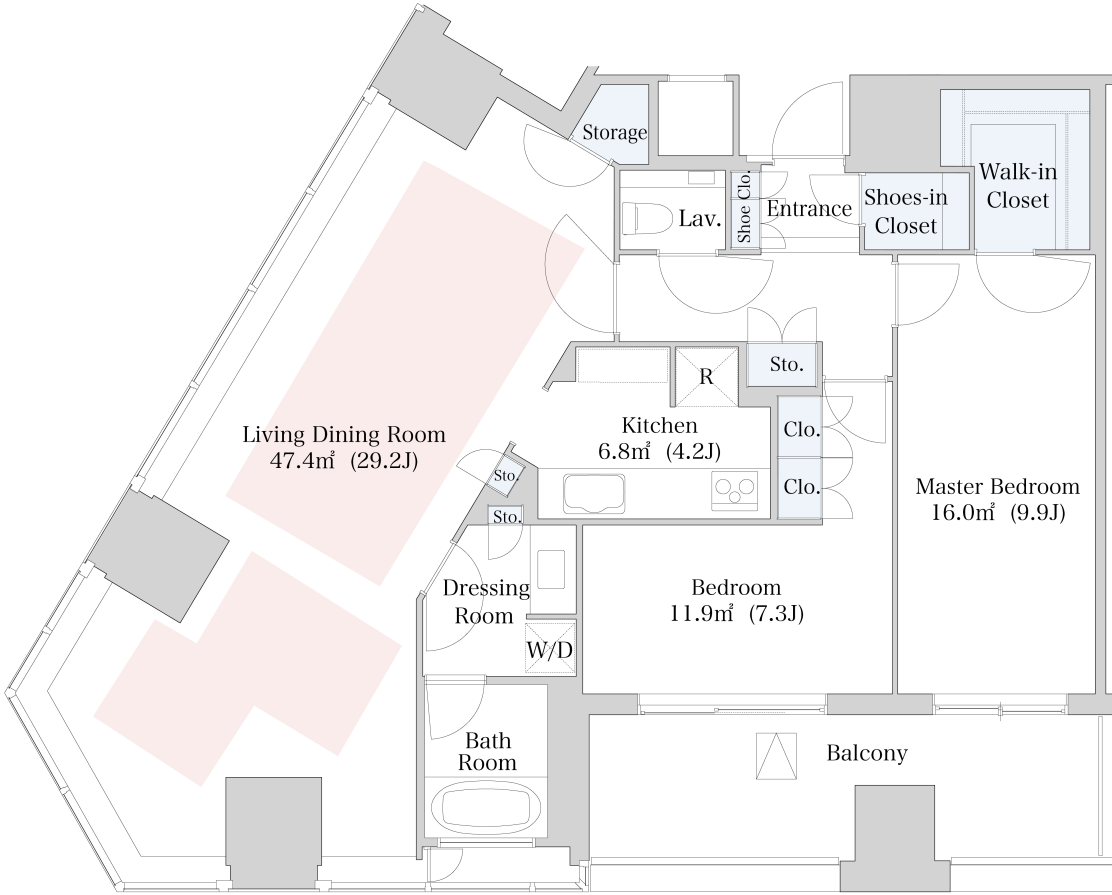 Storage
Walk-in
Closet
Shoes-in
Closet
Shoe Clo.
Entrance
Lav.
Sto.
R
Kitchen
6.8㎡ (4.2J)
Clo.
Clo.
Living Dining Room
47.4㎡ (29.2J)
Sto.
Sto.
Master Bedroom
16.0㎡ (9.9J)
Dressing
Room
Bedroom
11.9㎡ (7.3J)
W/D
Bath
Room
Balcony